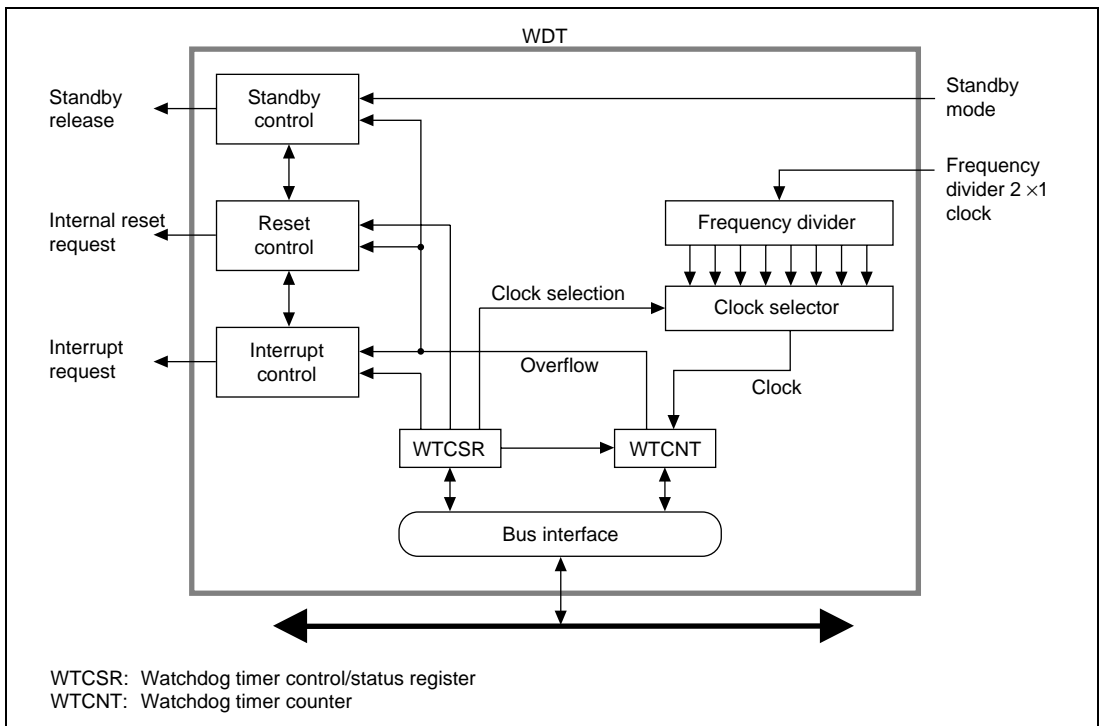 WDT
Standby
release
Standby
control
Standby
mode
Frequency
divider 2 ×1
clock
Internal reset
request
Reset
control
Frequency divider
Clock selection
Clock selector
Interrupt
request
Interrupt
control
Overflow
Clock
WTCSR
WTCNT
Bus interface
WTCSR: Watchdog timer control/status register
WTCNT: Watchdog timer counter